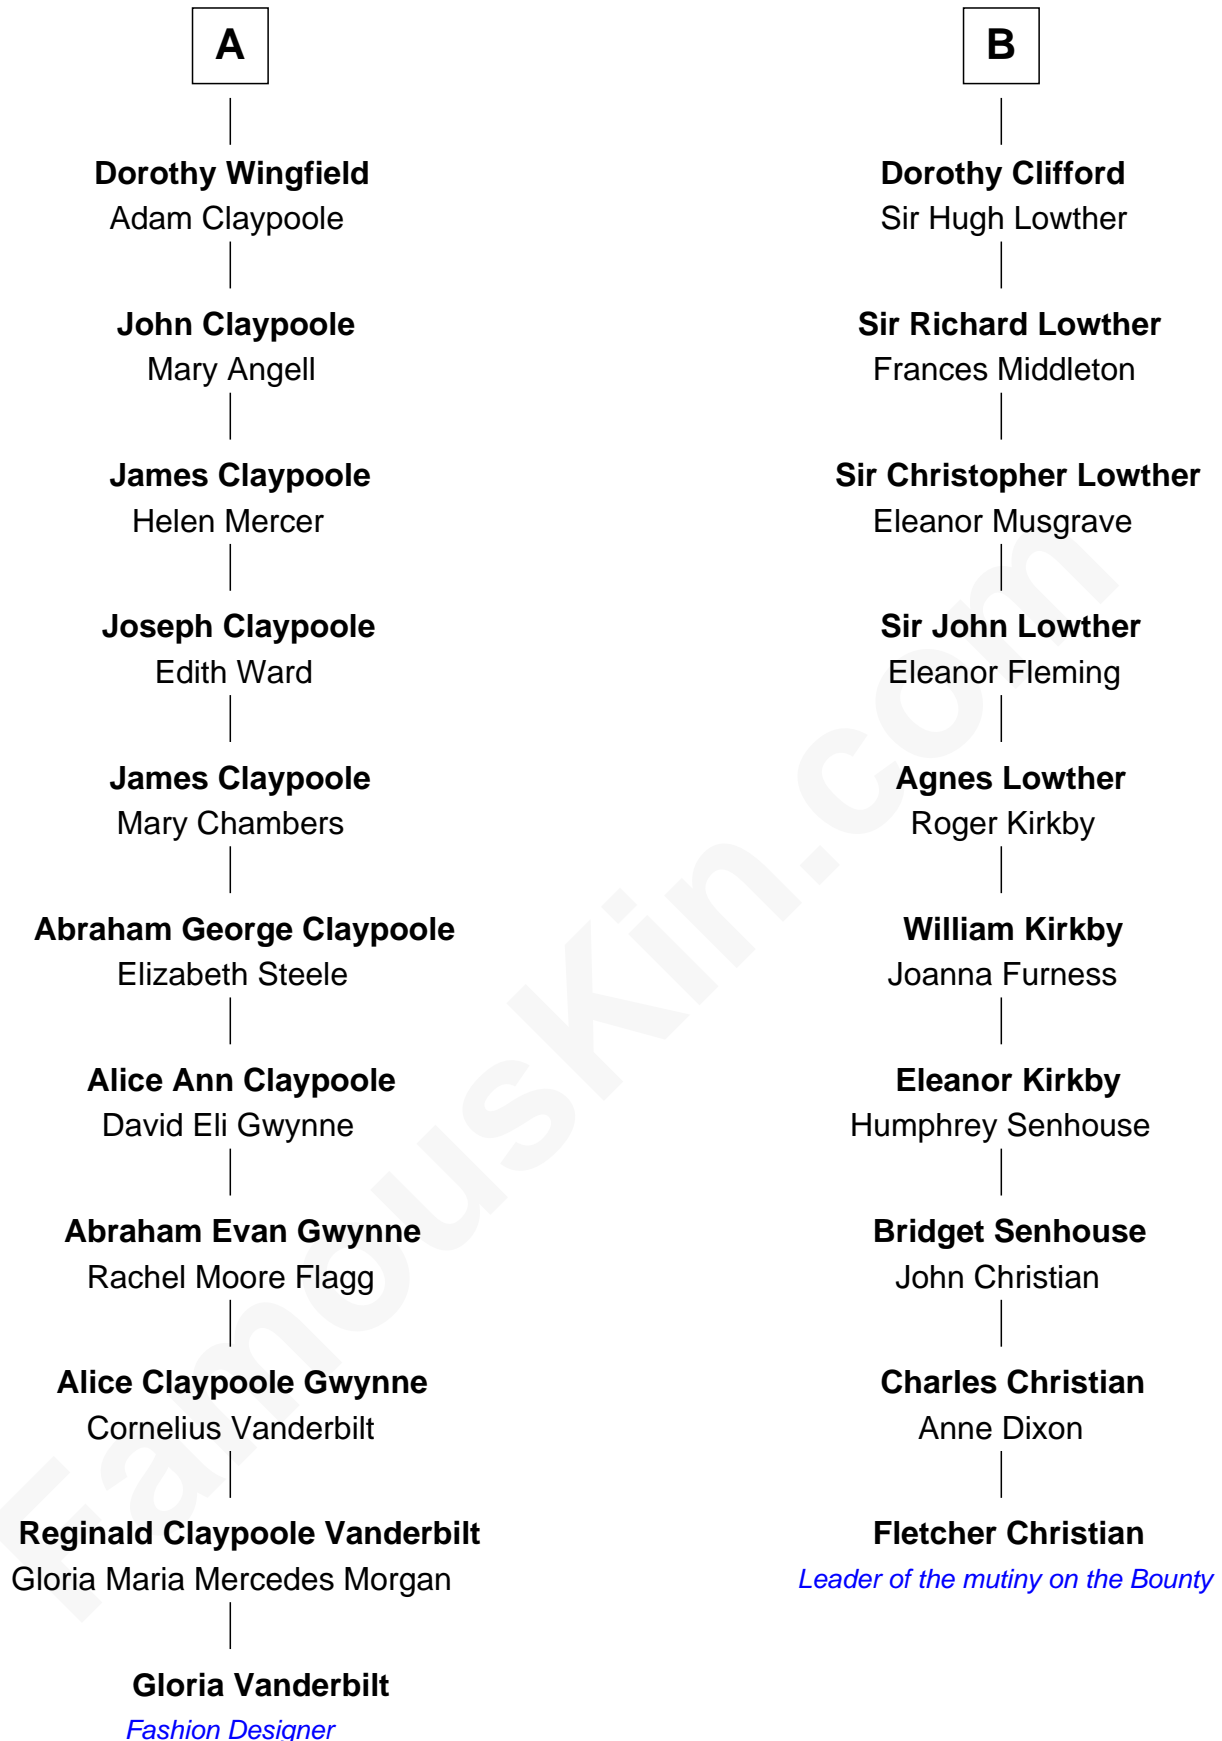 A
Dorothy Wingfield
Adam Claypoole
John Claypoole
Mary Angell
James Claypoole
Helen Mercer
Joseph Claypoole
Edith Ward
James Claypoole
Mary Chambers
Abraham George Claypoole
Elizabeth Steele
Alice Ann Claypoole
David Eli Gwynne
Abraham Evan Gwynne
Rachel Moore Flagg
Alice Claypoole Gwynne
Cornelius Vanderbilt
Reginald Claypoole Vanderbilt
Gloria Maria Mercedes Morgan
Gloria Vanderbilt
Fashion Designer
B
Dorothy Clifford
Sir Hugh Lowther
Sir Richard Lowther
Frances Middleton
Sir Christopher Lowther
Eleanor Musgrave
Sir John Lowther
Eleanor Fleming
Agnes Lowther
Roger Kirkby
William Kirkby
Joanna Furness
Eleanor Kirkby
Humphrey Senhouse
Bridget Senhouse
John Christian
Charles Christian
Anne Dixon
Fletcher Christian
Leader of the mutiny on the Bounty
FamousKin.com